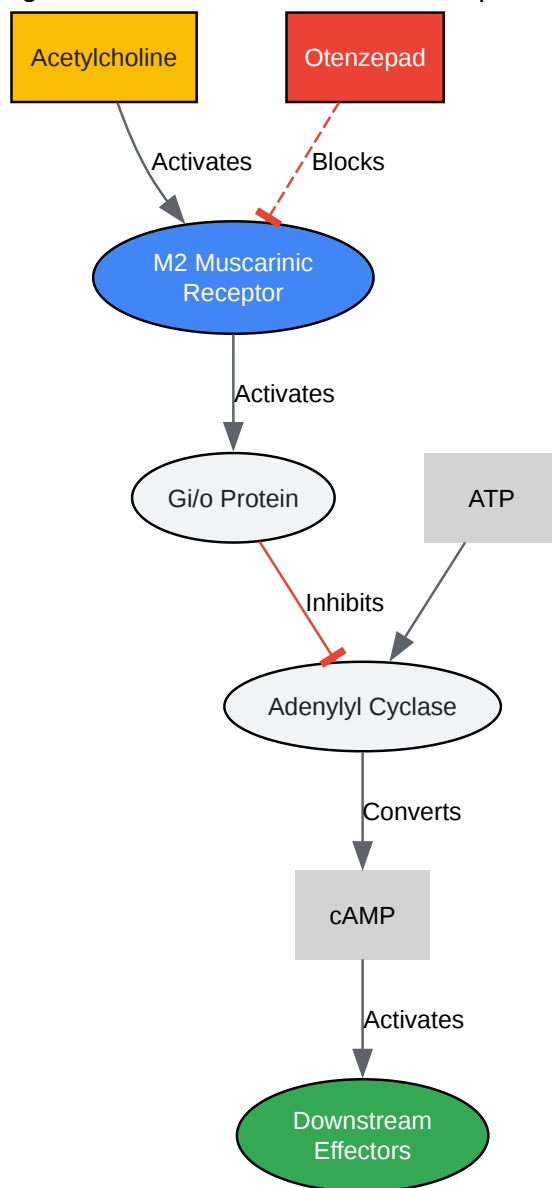 Acetylcholine
Otenzepad
Activates
Blocks
M2 Muscarinic
Receptor
Activates
Gi/o Protein
ATP
Inhibits
Adenylyl Cyclase
Converts
cAMP
Activates
Downstream
Effectors